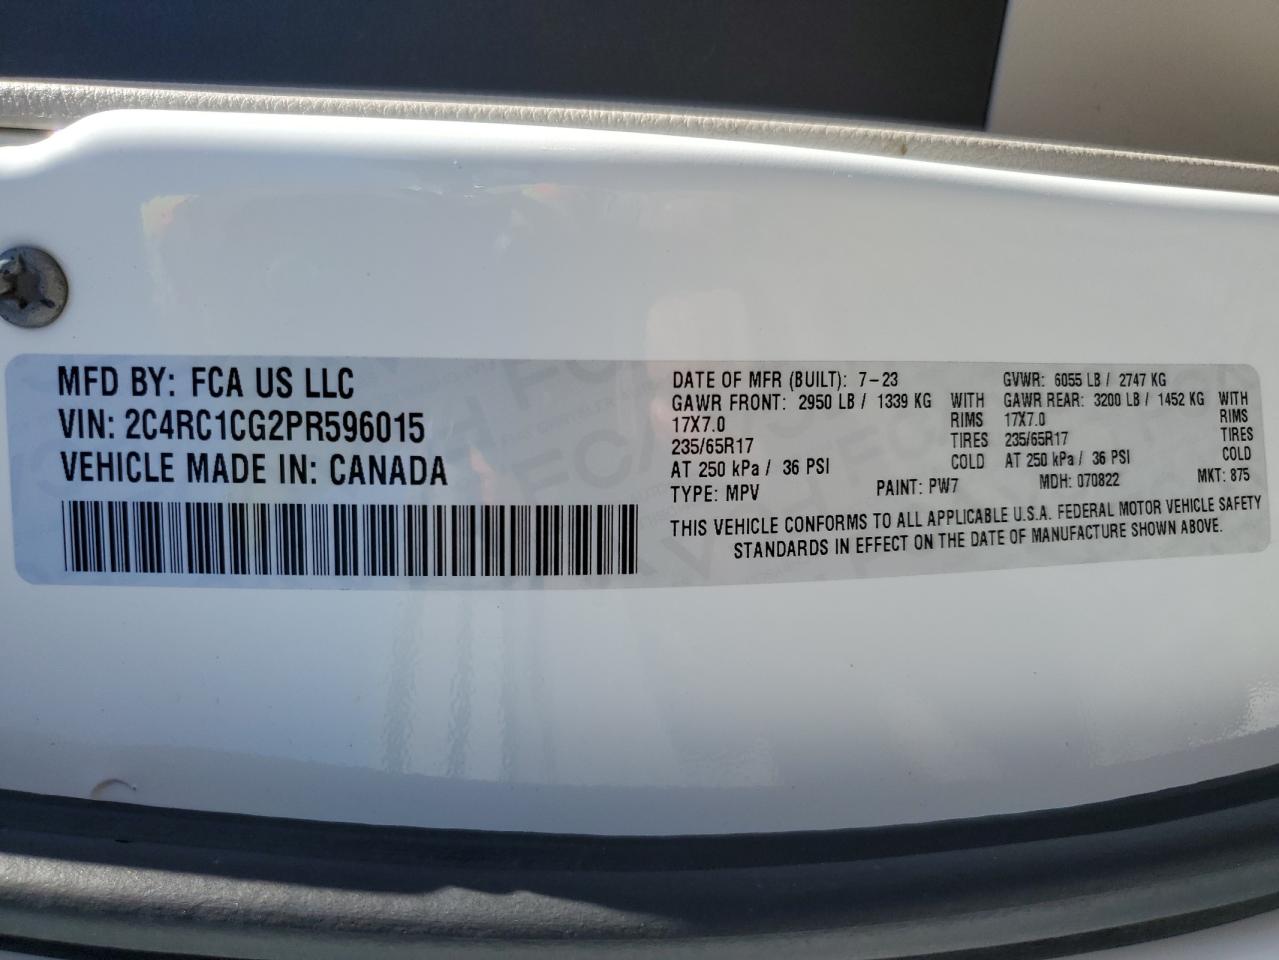 MFD BY: FCA US LLC
VIN: 2C4RC1CG2PR596015
VEHICLE MADE IN: CANADA
DATE OF MFR (BUILT): 7-23 GVWR: 6055 LB / 2747 KG
GAWR FRONT: 2950 LB / 1339 KG WITH GAWR REAR: 3200 LB / 1452 KG WITH
17X7.0 RIMS 17X7.0 RIMS
235/65R17 TIRES 235/65R17 TIRES
AT 250 kPa / 36 PSI COLD AT 250 kPa / 36 PSI COLD
TYPE: MPV PAINT: PW7 MDH: 070822 MKT: 875
THIS VEHICLE CONFORMS TO ALL APPLICABLE U.S.A. FEDERAL MOTOR VEHICLE SAFETY
STANDARDS IN EFFECT ON THE DATE OF MANUFACTURE SHOWN ABOVE.